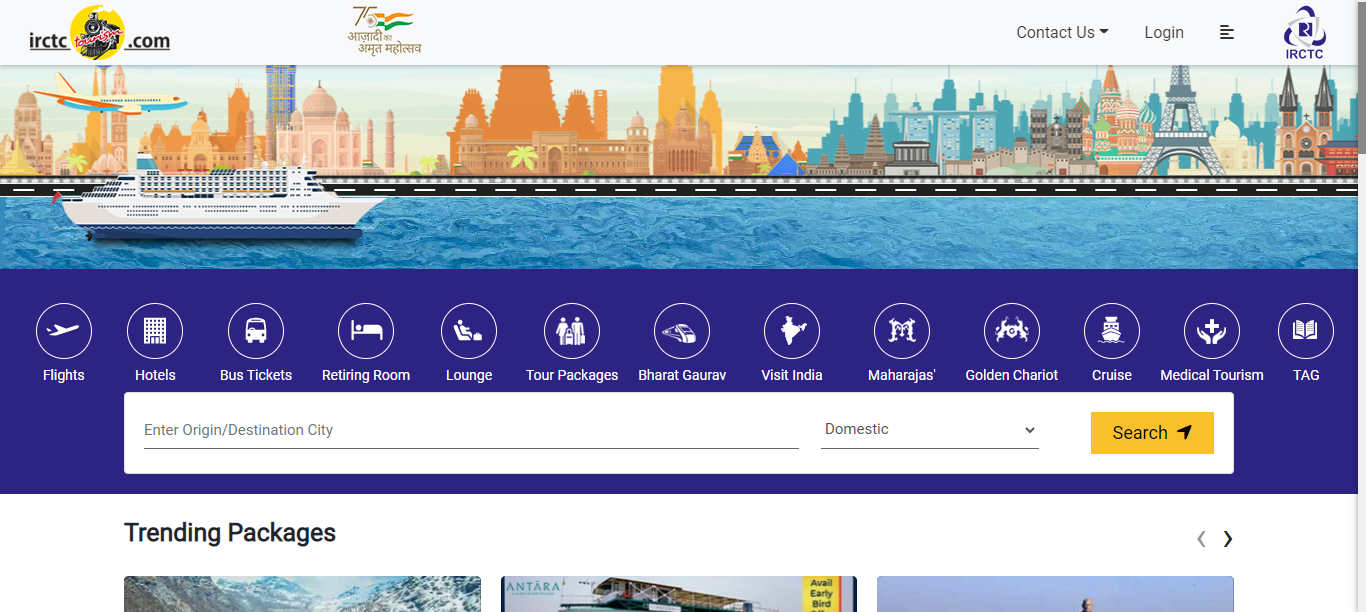 irctc tourism .com
75
आज़ादी का
अमृत महोत्सव
Contact Us
Login
IRCTC
Flights
Hotels
Bus Tickets
Retiring Room
Lounge
Tour Packages
Bharat Gaurav
Visit India
Maharajas'
Golden Chariot
Cruise
Medical Tourism
TAG
Enter Origin/Destination City
Domestic
Search
Trending Packages
ANTĀRA
Avail
Early
Bird